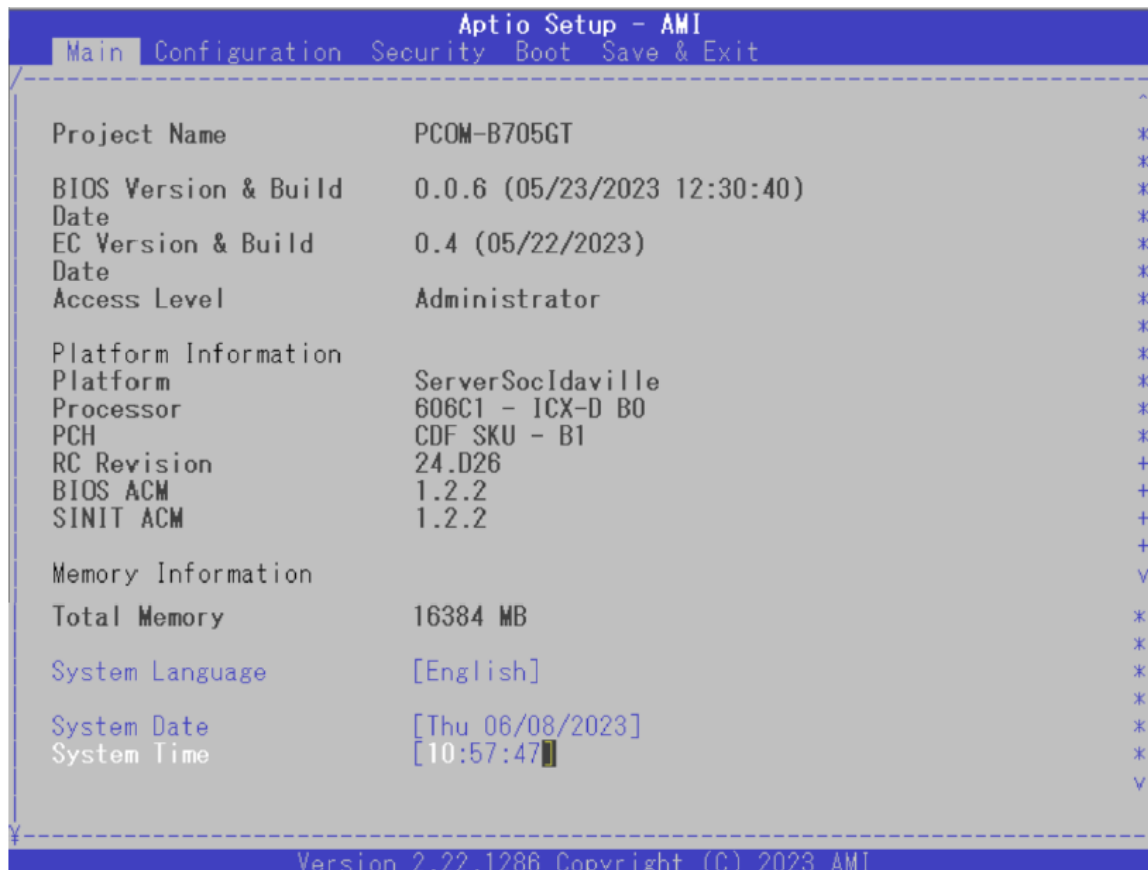 Aptio Setup - AMI
Main Configuration Security Boot Save & Exit
Project Name PCOM-B705GT
BIOS Version & Build 0.0.6 (05/23/2023 12:30:40)
Date
EC Version & Build 0.4 (05/22/2023)
Date
Access Level Administrator
Platform Information
Platform ServerSocIdaville
Processor 606C1 - ICX-D B0
PCH CDF SKU - B1
RC Revision 24.D26
BIOS ACM 1.2.2
SINIT ACM 1.2.2
Memory Information
Total Memory 16384 MB
System Language [English]
System Date [Thu 06/08/2023]
System Time [10:57:47]
Version 2.22.1286 Copyright (C) 2023 AMI